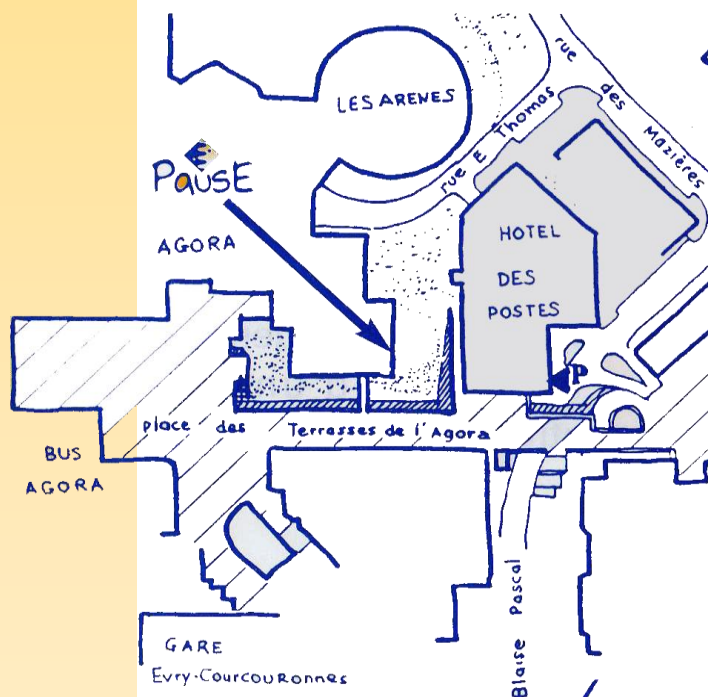 LES ARENES
rue des Mazières
rue E Thomas
PaUSE
AGORA
HOTEL
DES
POSTES
P
place des Terrasses de l'Agora
BUS
AGORA
Blaise Pascal
GARE
Evry-Courcouronnes